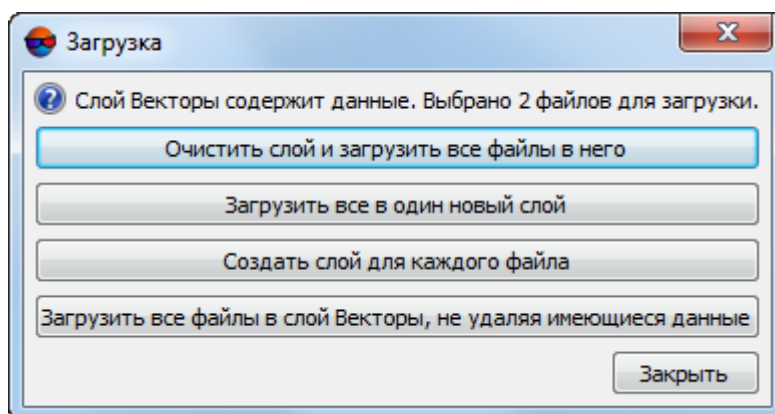 Загрузка
Слой Векторы содержит данные. Выбрано 2 файлов для загрузки.
Очистить слой и загрузить все файлы в него
Загрузить все в один новый слой
Создать слой для каждого файла
Загрузить все файлы в слой Векторы, не удаляя имеющиеся данные
Закрыть